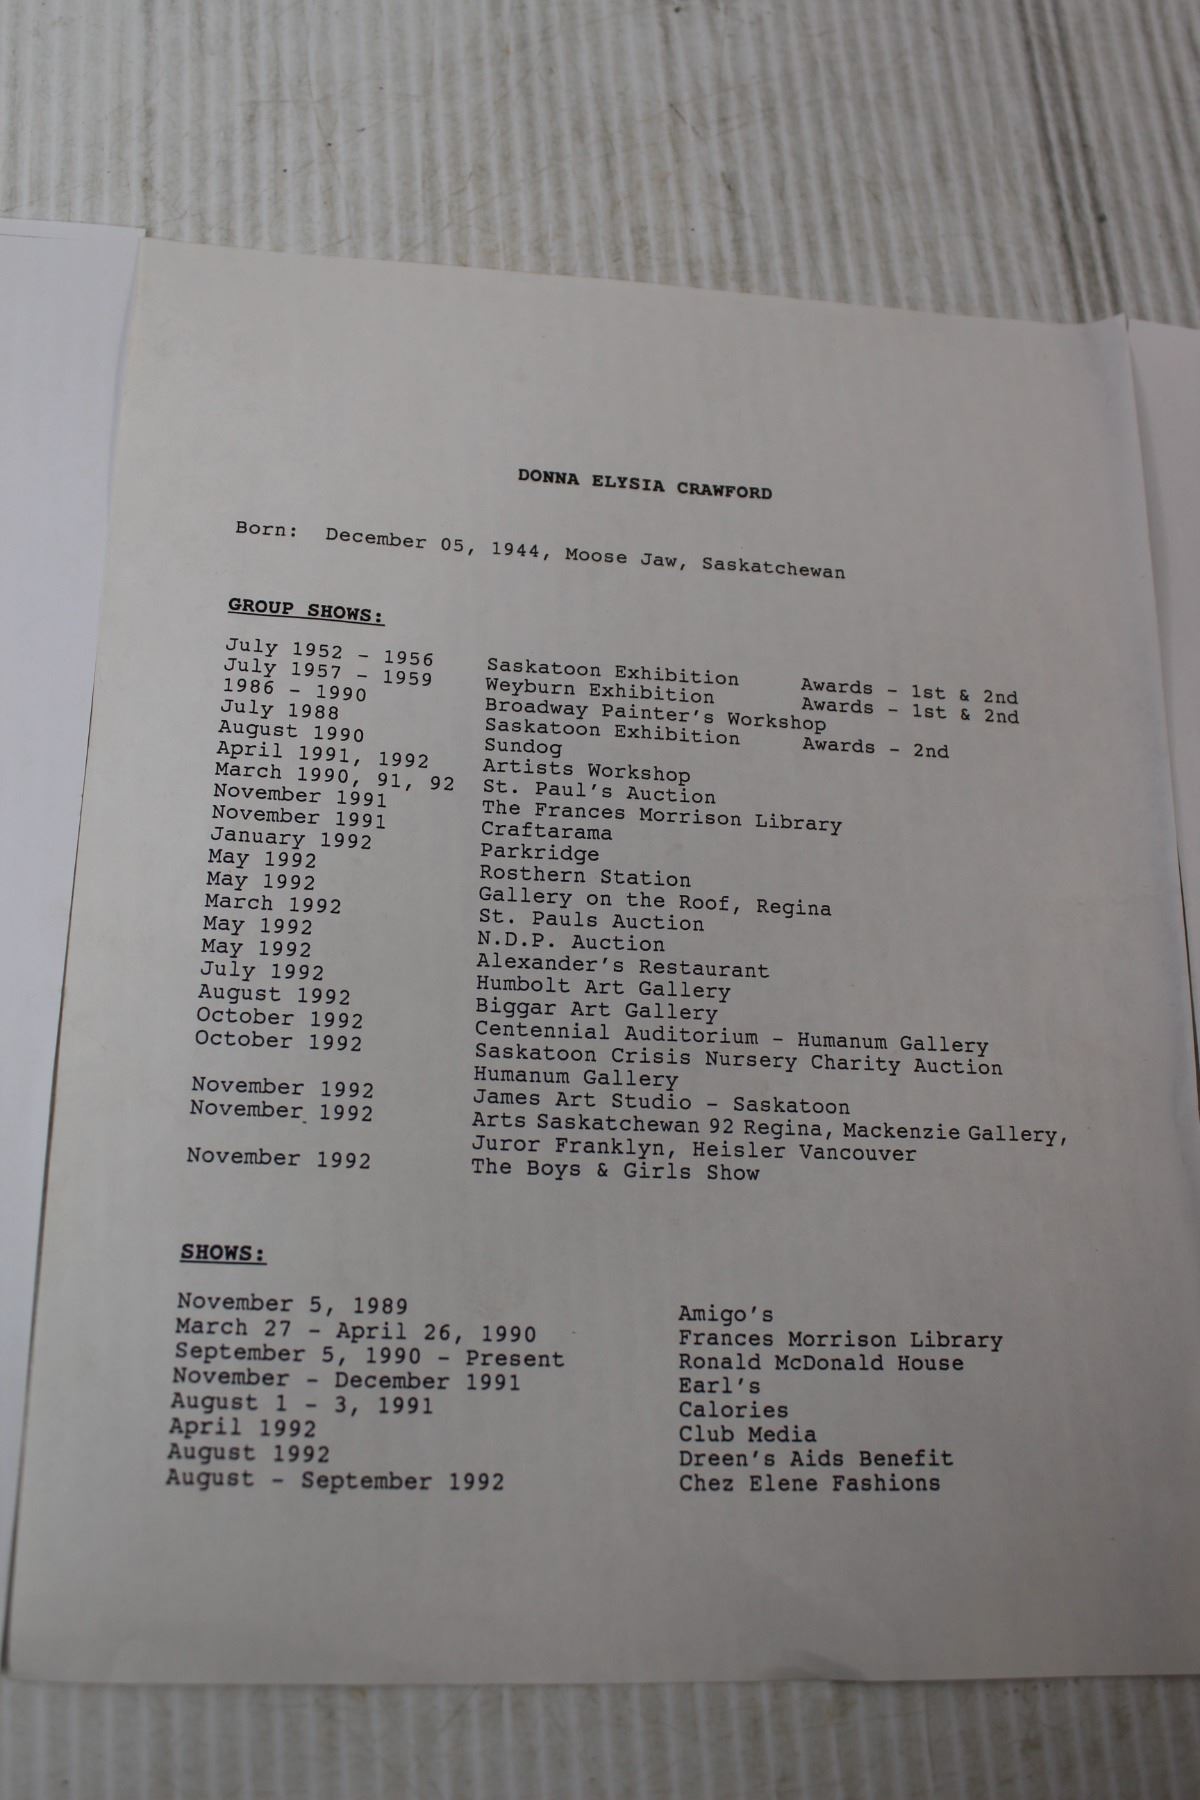 DONNA ELYSIA CRAWFORD
Born: December 05, 1944, Moose Jaw, Saskatchewan
GROUP SHOWS:
July 1952 - 1956 Saskatoon Exhibition Awards - 1st & 2nd
July 1957 - 1959 Weyburn Exhibition Awards - 1st & 2nd
1986 - 1990 Broadway Painter's Workshop
July 1988 Saskatoon Exhibition Awards - 2nd
August 1990 Sundog
April 1991, 1992 Artists Workshop
March 1990, 91, 92 St. Paul's Auction
November 1991 The Frances Morrison Library
November 1991 Craftarama
January 1992 Parkridge
May 1992 Rosthern Station
May 1992 Gallery on the Roof, Regina
March 1992 St. Pauls Auction
May 1992 N.D.P. Auction
May 1992 Alexander's Restaurant
July 1992 Humbolt Art Gallery
August 1992 Biggar Art Gallery
October 1992 Centennial Auditorium - Humanum Gallery
October 1992 Saskatoon Crisis Nursery Charity Auction
Humanum Gallery
November 1992 James Art Studio - Saskatoon
November 1992 Arts Saskatchewan 92 Regina, Mackenzie Gallery,
Juror Franklyn, Heisler Vancouver
November 1992 The Boys & Girls Show
SHOWS:
November 5, 1989 Amigo's
March 27 - April 26, 1990 Frances Morrison Library
September 5, 1990 - Present Ronald McDonald House
November - December 1991 Earl's
August 1 - 3, 1991 Calories
April 1992 Club Media
August 1992 Dreen's Aids Benefit
August - September 1992 Chez Elene Fashions